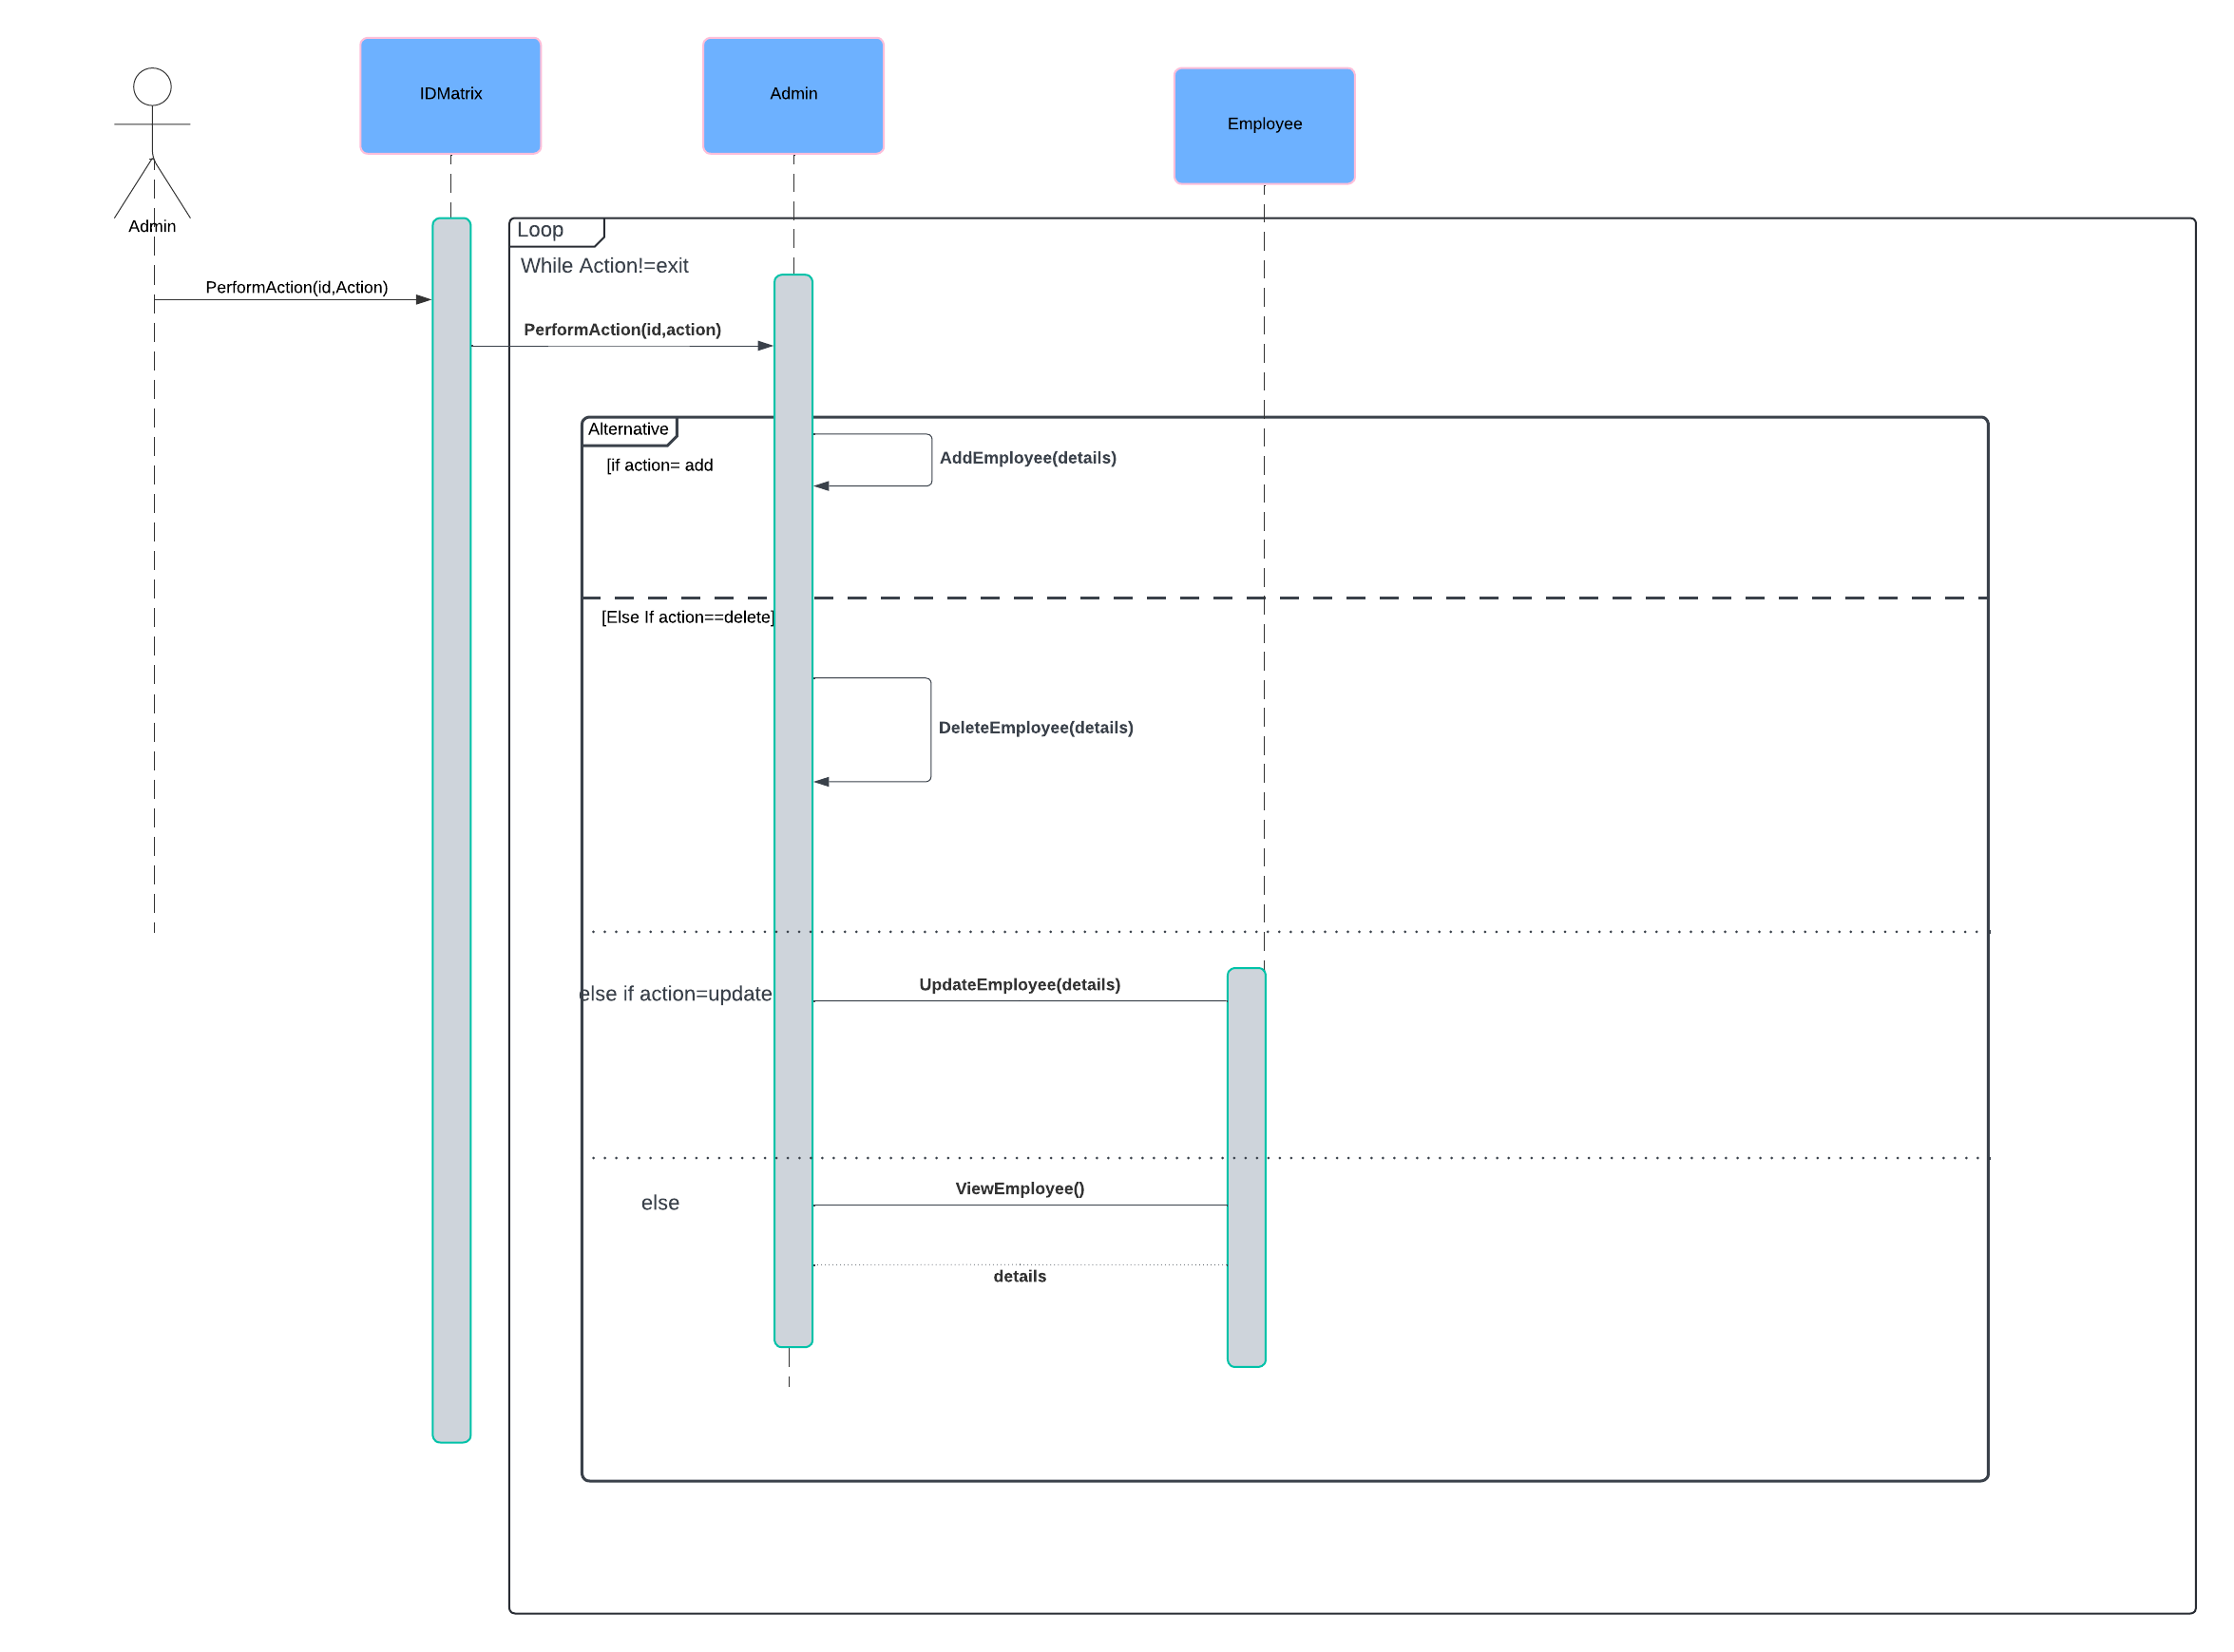 IDMatrix
Admin
Employee
Admin
Loop
While Action!=exit
PerformAction(id,Action)
PerformAction(id,action)
Alternative
[if action= add
AddEmployee(details)
[Else If action==delete]
DeleteEmployee(details)
else if action=update
UpdateEmployee(details)
else
ViewEmployee()
details